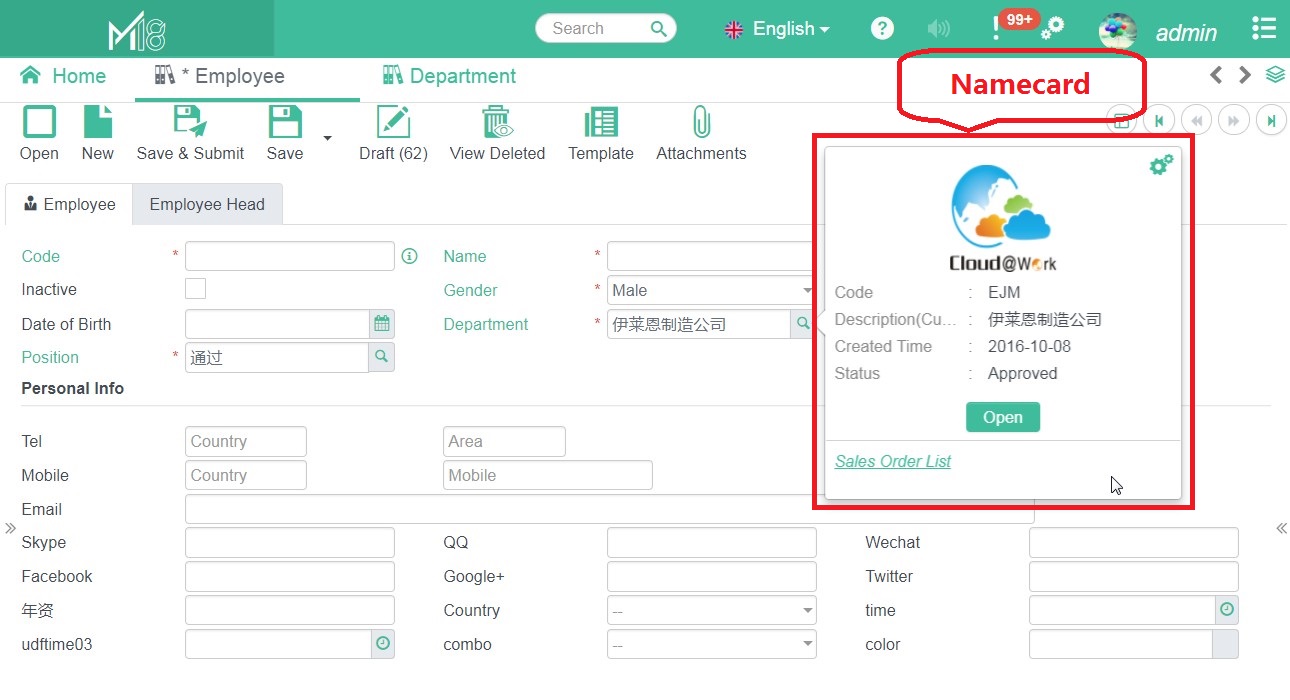 M18
Search
English
99+
admin
Home
* Employee
Department
Namecard
Open
New
Save & Submit
Save
Draft (62)
View Deleted
Template
Attachments
Employee
Employee Head
Cloud@Work
Code *
Name *
Inactive
Gender * Male
Date of Birth
Department * 伊莱恩制造公司
Position * 通过
Code : EJM
Description(Cu... : 伊莱恩制造公司
Created Time : 2016-10-08
Status : Approved
Open
Sales Order List
Personal Info
Tel Country Area
Mobile Country Mobile
Email
Skype QQ Wechat
Facebook Google+ Twitter
年资 Country -- time
udftime03 combo -- color